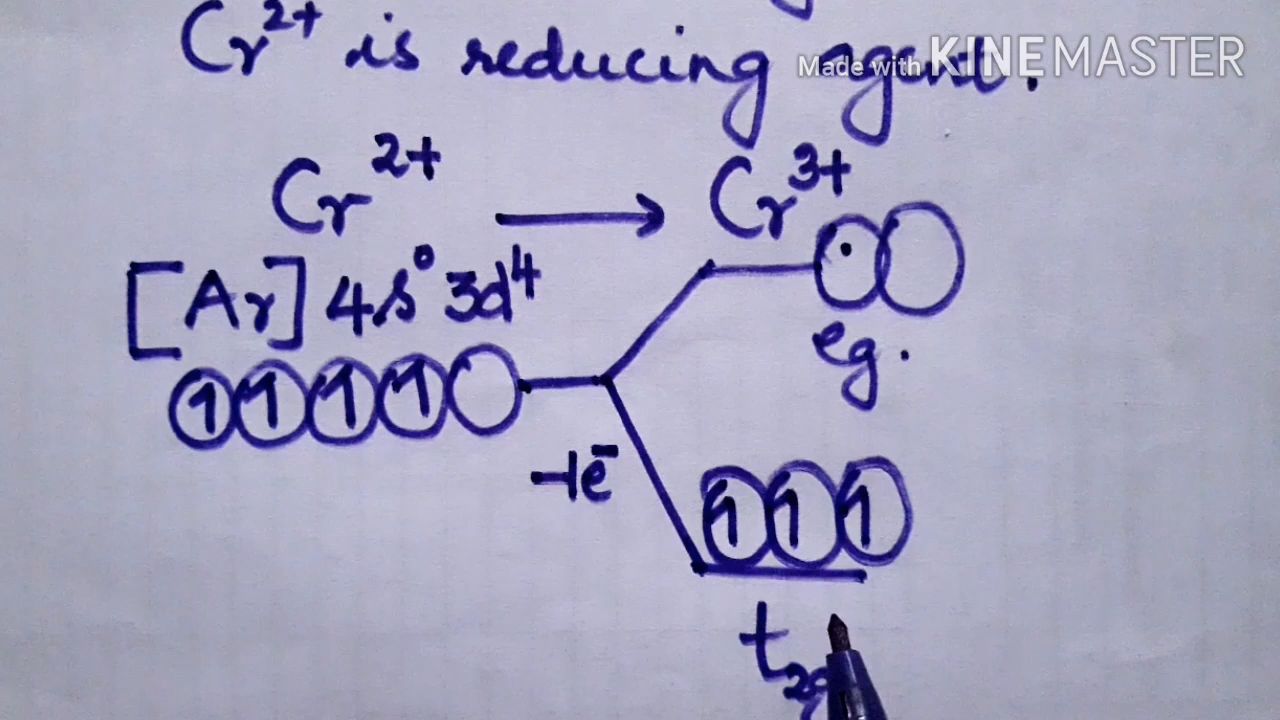 Cr²⁺ is reducing agent.
Made with KINEMASTER
Cr²⁺ → Cr³⁺
[Ar] 4s⁰ 3d⁴
1 1 1 1
eg.
-1e⁻
1 1 1
t₂g